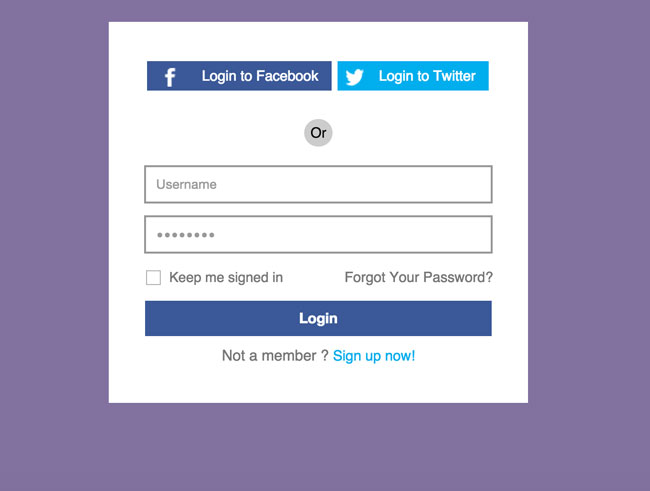 Login to Facebook
Login to Twitter
Or
Username
••••••••
Keep me signed in
Forgot Your Password?
Login
Not a member ? Sign up now!